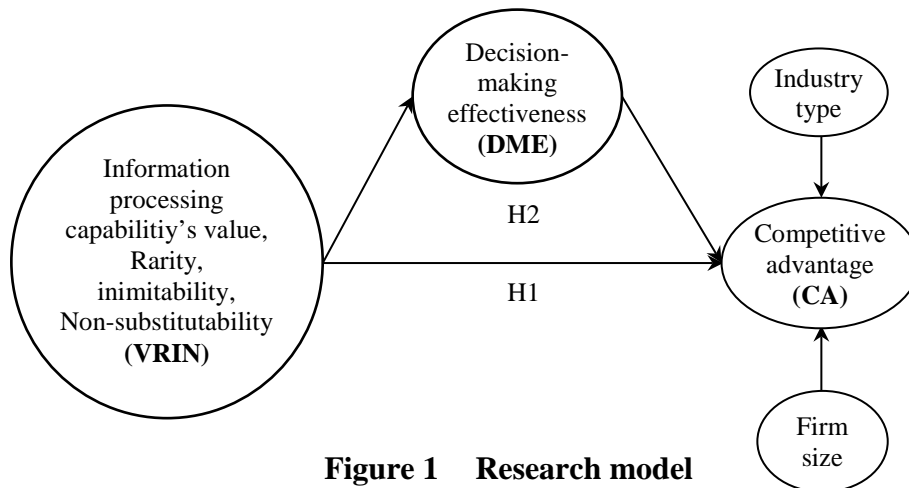 Decision-
making
effectiveness
(DME)
Industry
type
Information
processing
capabilitiy's value,
Rarity,
inimitability,
Non-substitutability
(VRIN)
H2
H1
Competitive
advantage
(CA)
Firm
size
Figure 1 Research model